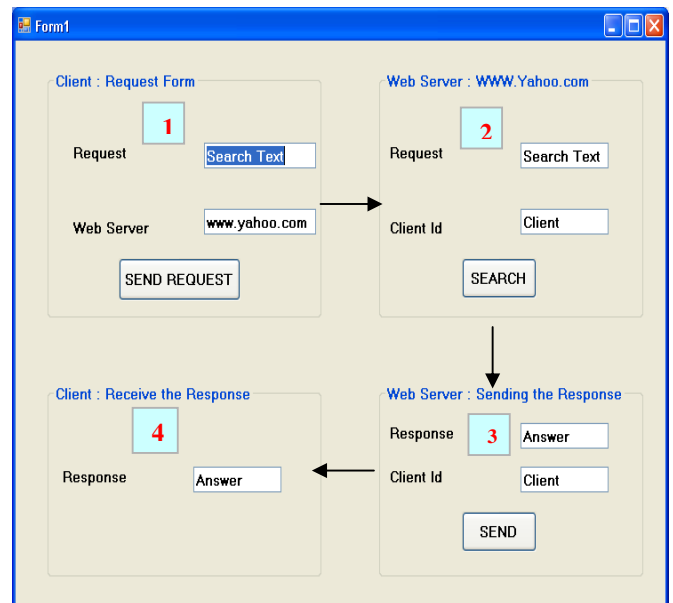 Form1
Client : Request Form
1
Request
Search Text
Web Server
www.yahoo.com
SEND REQUEST
Web Server : WWW.Yahoo.com
2
Request
Search Text
Client Id
Client
SEARCH
Web Server : Sending the Response
Response
3
Answer
Client Id
Client
SEND
Client : Receive the Response
4
Response
Answer